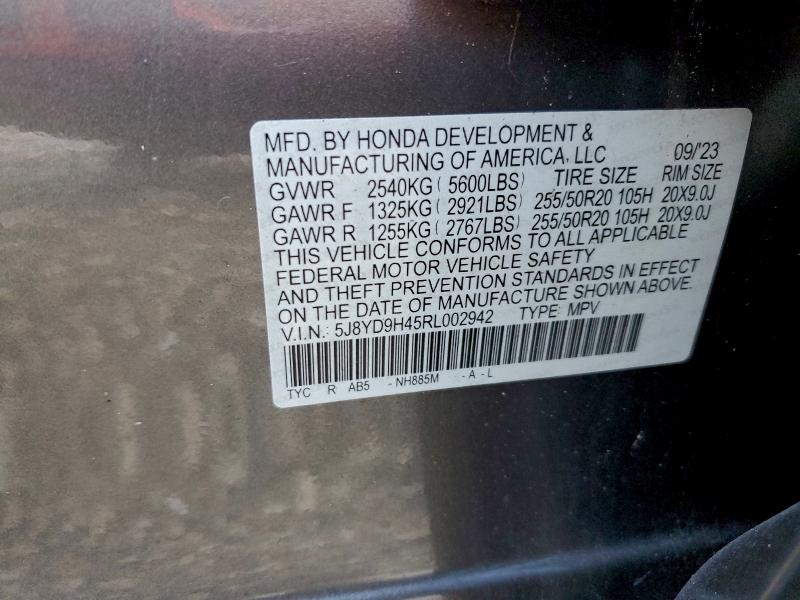 MFD. BY HONDA DEVELOPMENT &
MANUFACTURING OF AMERICA, LLC 09/'23
GVWR 2540KG ( 5600LBS) TIRE SIZE RIM SIZE
GAWR F 1325KG ( 2921LBS) 255/50R20 105H 20X9.0J
GAWR R 1255KG ( 2767LBS) 255/50R20 105H 20X9.0J
THIS VEHICLE CONFORMS TO ALL APPLICABLE
FEDERAL MOTOR VEHICLE SAFETY
AND THEFT PREVENTION STANDARDS IN EFFECT
ON THE DATE OF MANUFACTURE SHOWN ABOVE.
V.I.N.: 5J8YD9H45RL002942 TYPE: MPV
TYC R AB5 - NH885M - A - L